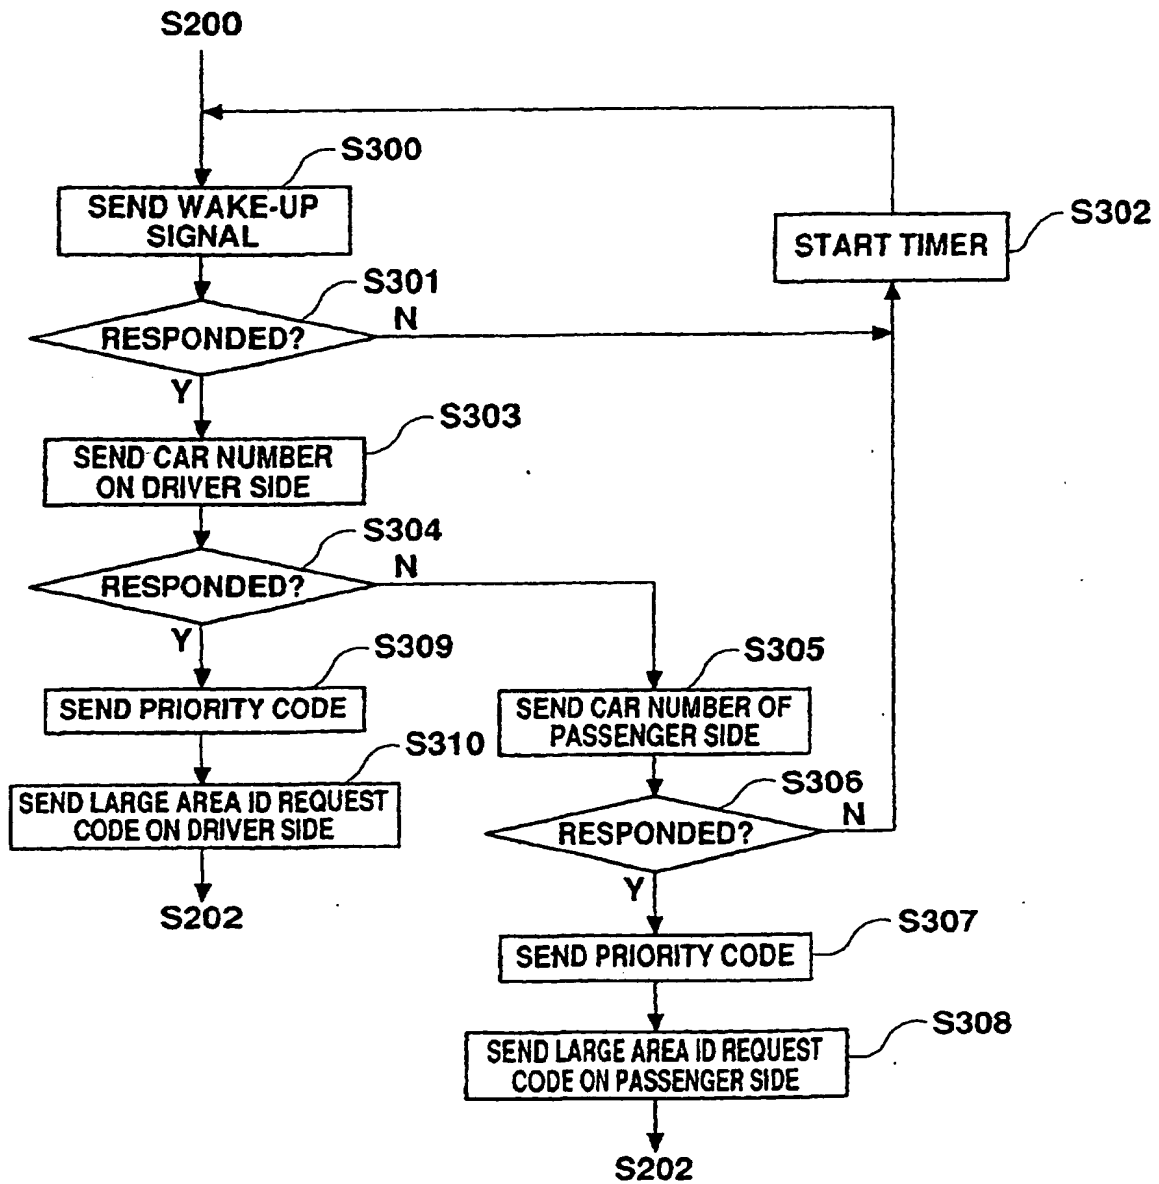 S200
S300
SEND WAKE-UP
SIGNAL
S302
START TIMER
S301
RESPONDED?
N
Y
S303
SEND CAR NUMBER
ON DRIVER SIDE
S304
RESPONDED?
N
Y
S309
SEND PRIORITY CODE
S305
SEND CAR NUMBER OF
PASSENGER SIDE
S310
SEND LARGE AREA ID REQUEST
CODE ON DRIVER SIDE
S202
S306
RESPONDED?
N
Y
S307
SEND PRIORITY CODE
S308
SEND LARGE AREA ID REQUEST
CODE ON PASSENGER SIDE
S202